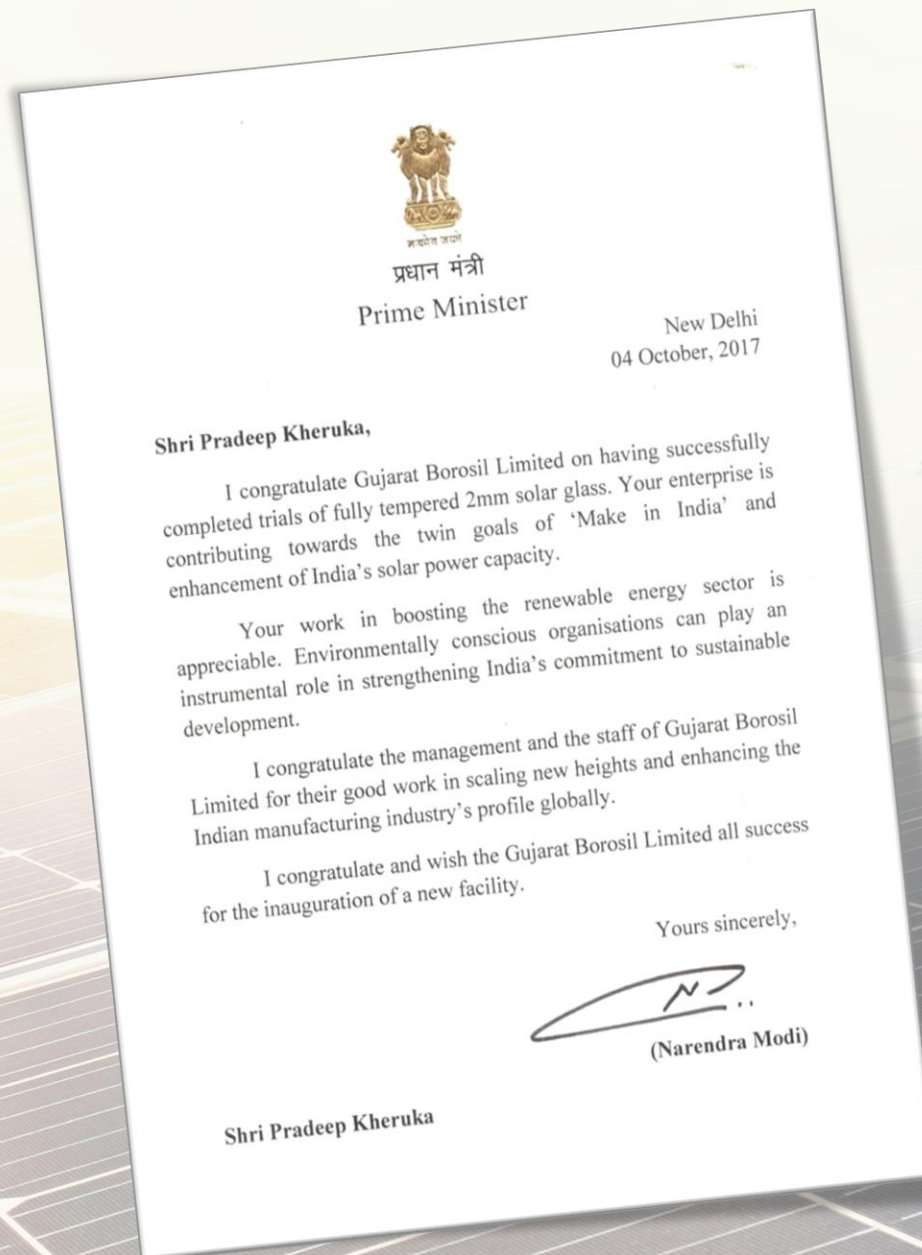 सत्यमेव जयते
प्रधान मंत्री
Prime Minister
New Delhi
04 October, 2017
Shri Pradeep Kheruka,
I congratulate Gujarat Borosil Limited on having successfully
completed trials of fully tempered 2mm solar glass. Your enterprise is
contributing towards the twin goals of ‘Make in India’ and
enhancement of India’s solar power capacity.
Your work in boosting the renewable energy sector is
appreciable. Environmentally conscious organisations can play an
instrumental role in strengthening India’s commitment to sustainable
development.
I congratulate the management and the staff of Gujarat Borosil
Limited for their good work in scaling new heights and enhancing the
Indian manufacturing industry’s profile globally.
I congratulate and wish the Gujarat Borosil Limited all success
for the inauguration of a new facility.
Yours sincerely,
(Narendra Modi)
Shri Pradeep Kheruka